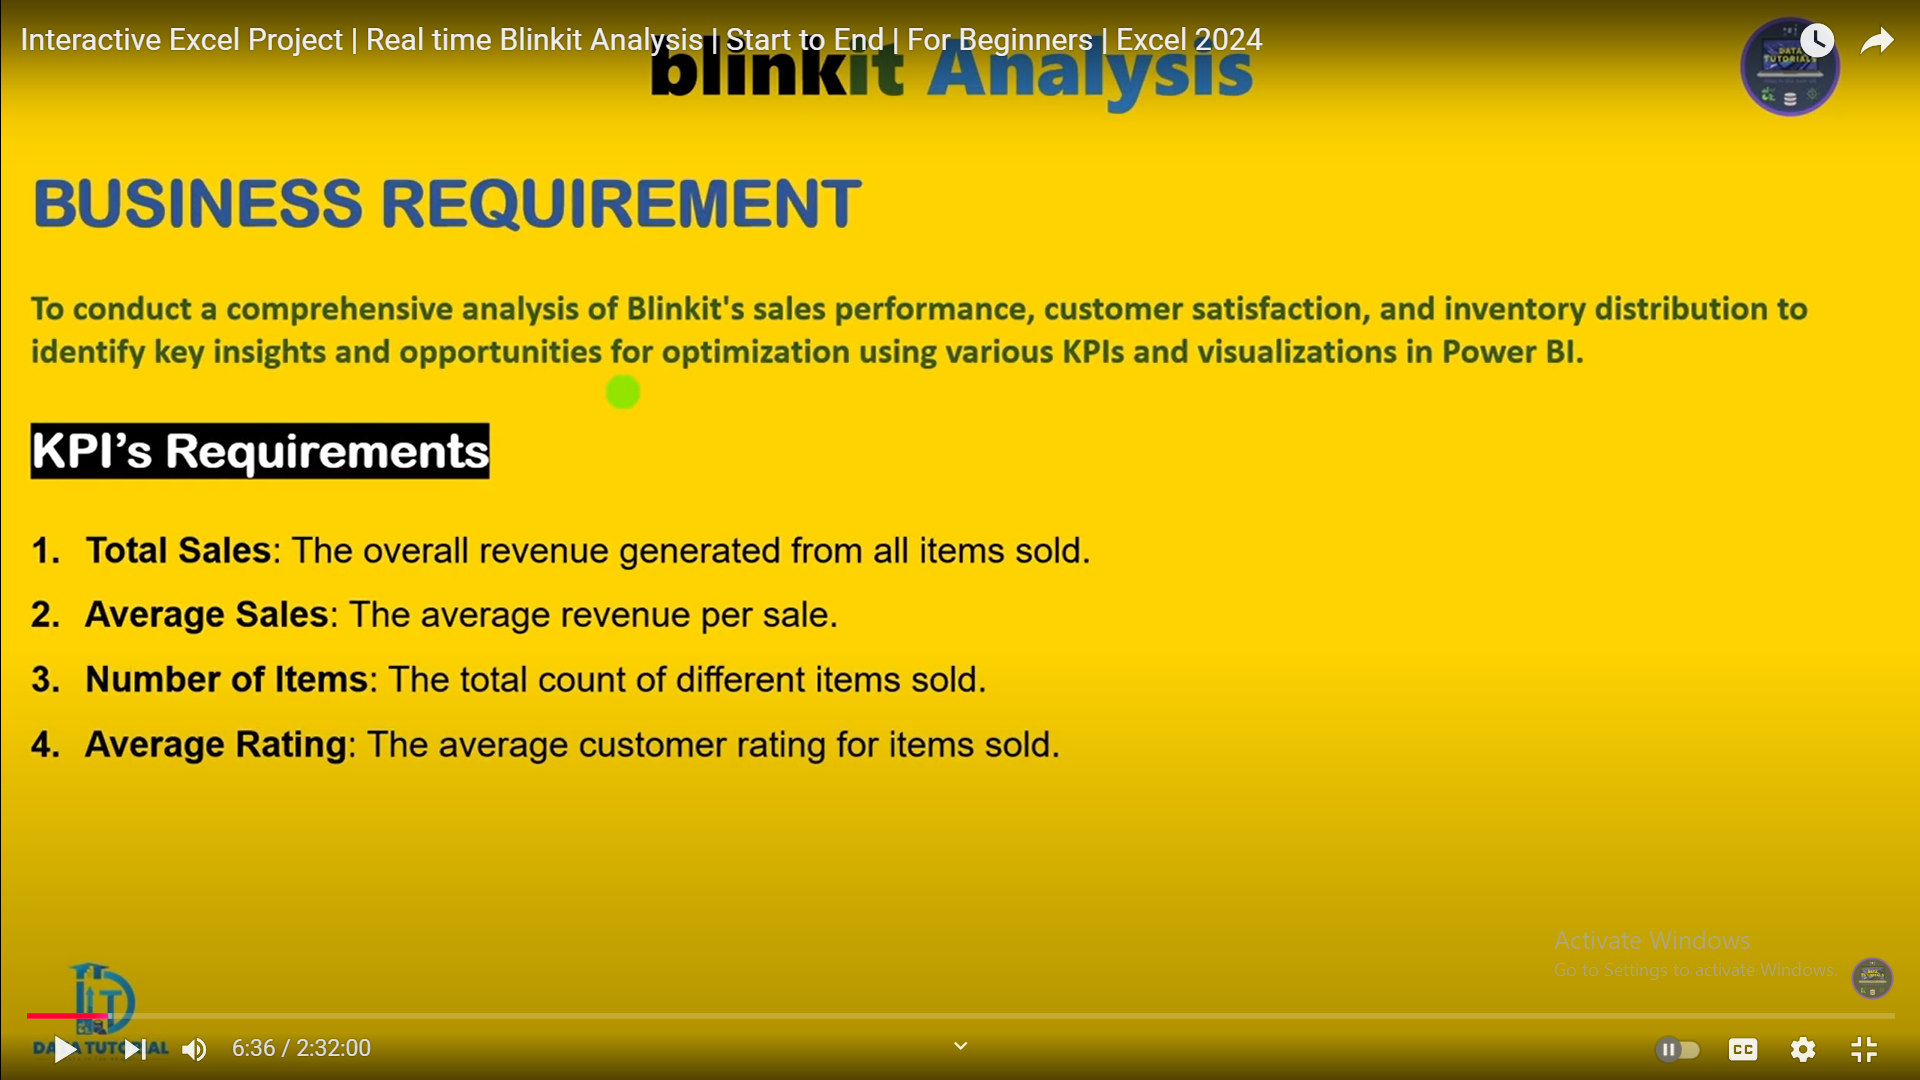 Interactive Excel Project | Real time Blinkit Analysis | Start to End | For Beginners | Excel 2024
blinkit Analysis
DATA
TUTORIALS
BUSINESS REQUIREMENT
To conduct a comprehensive analysis of Blinkit's sales performance, customer satisfaction, and inventory distribution to
identify key insights and opportunities for optimization using various KPIs and visualizations in Power BI.
KPI’s Requirements
1. Total Sales: The overall revenue generated from all items sold.
2. Average Sales: The average revenue per sale.
3. Number of Items: The total count of different items sold.
4. Average Rating: The average customer rating for items sold.
Activate Windows
Go to Settings to activate Windows.
DATA TUTORIAL
6:36 / 2:32:00
CC